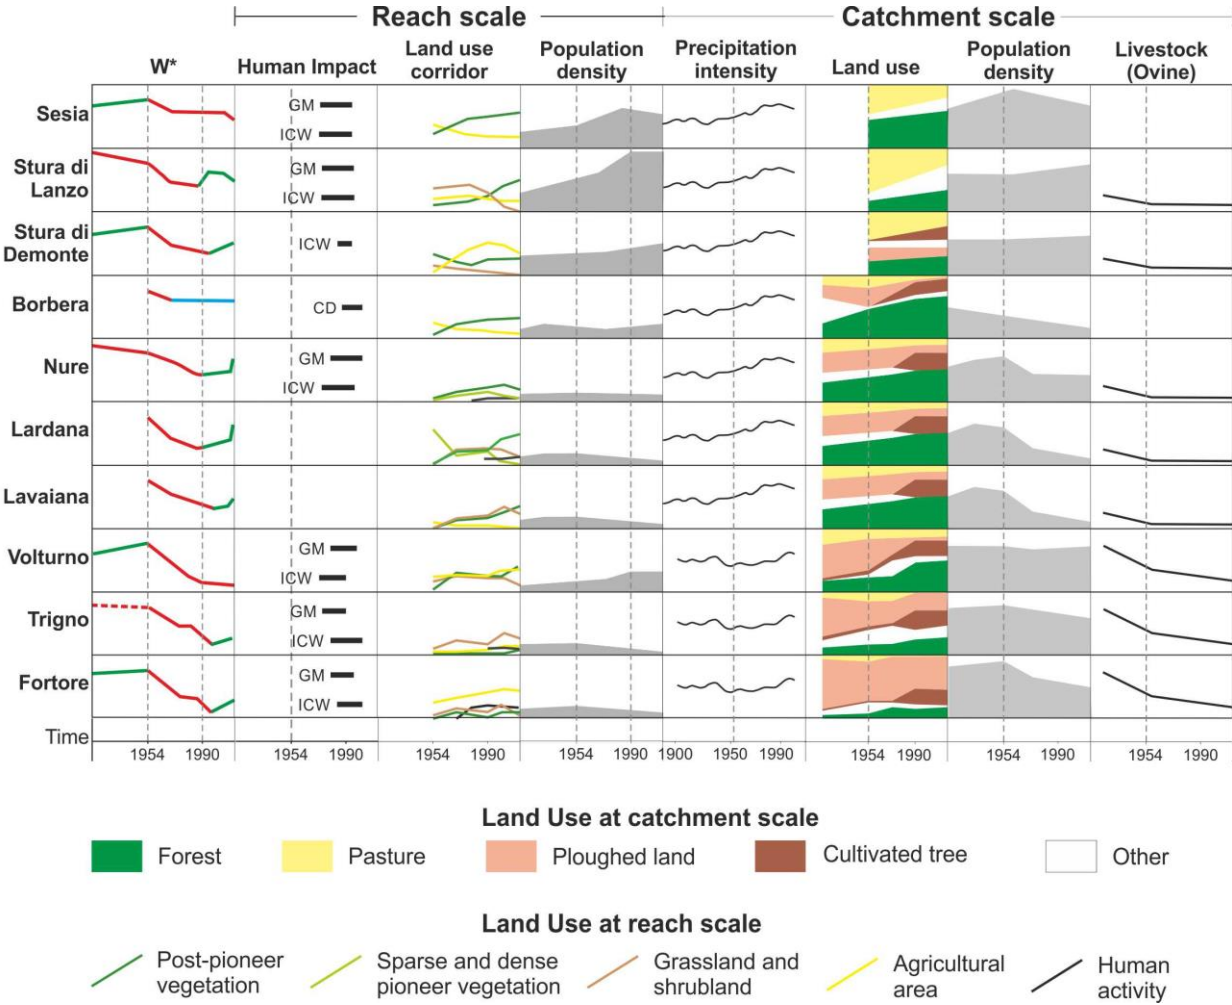 Reach scale Catchment scale
W* Human Impact Land use corridor Population density Precipitation intensity Land use Population density Livestock (Ovine)
Sesia GM ICW
Stura di Lanzo GM ICW
Stura di Demonte ICW
Borbera CD
Nure GM ICW
Lardana
Lavaiana
Volturno GM ICW
Trigno GM ICW
Fortore GM ICW
Time 1954 1990 1954 1990 1954 1990 1954 1990 1900 1950 1990 1954 1990 1954 1990 1954 1990
Land Use at catchment scale
Forest Pasture Ploughed land Cultivated tree Other
Land Use at reach scale
Post-pioneer vegetation Sparse and dense pioneer vegetation Grassland and shrubland Agricultural area Human activity